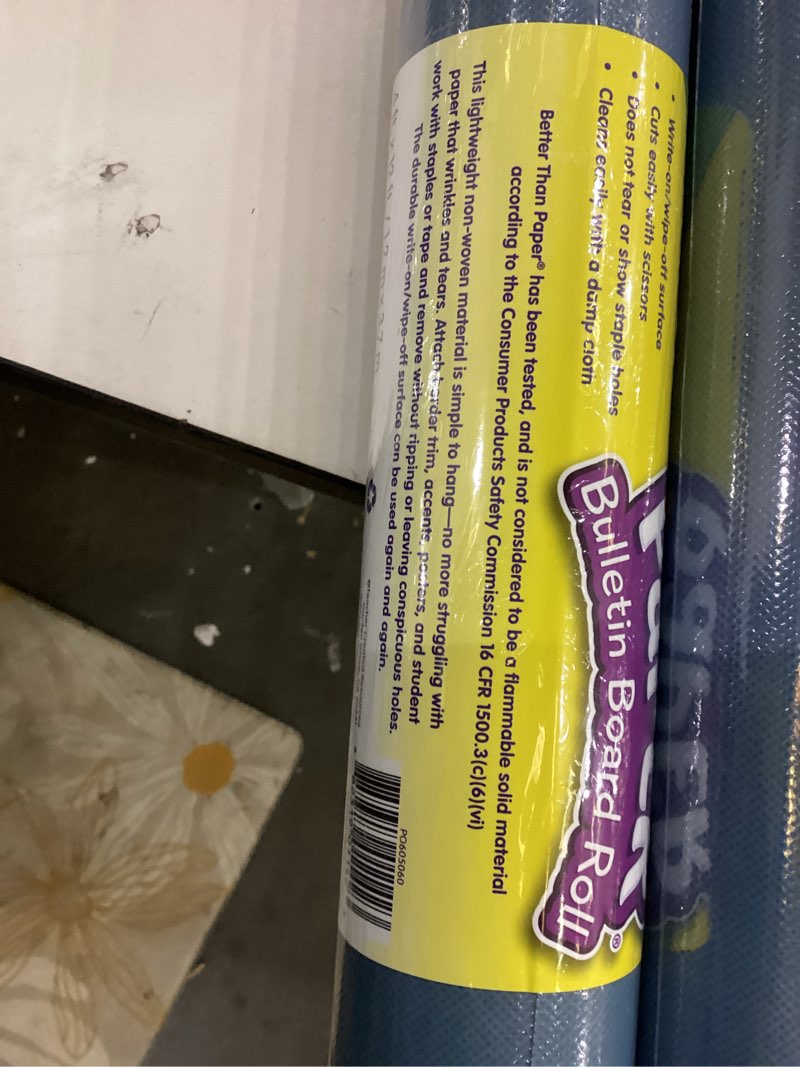 • Write-on/wipe-off surface
• Cuts easily with scissors
• Does not tear or show staple holes
• Cleans easily with a damp cloth
Bulletin Board Roll®
Better Than Paper® has been tested, and is not considered to be a flammable solid material
according to the Consumer Products Safety Commission 16 CFR 1500.3(c)(6)(vi)
This lightweight non-woven material is simple to hang—no more struggling with
paper that wrinkles and tears. Attach border trim, accents, posters, and student
work with staples or tape and remove without ripping or leaving conspicuous holes.
The durable write-on/wipe-off surface can be used again and again.
©Teacher Created Resources
PO605060